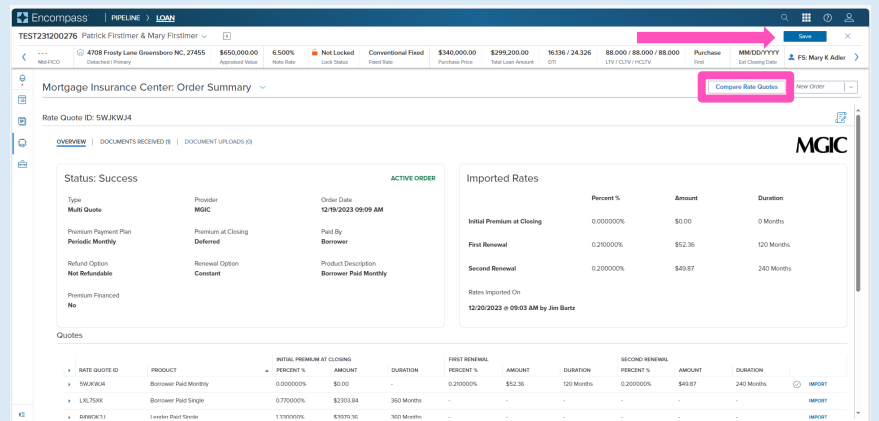 Encompass® PIPELINE > LOAN
TEST231200276 Patrick Firstimer & Mary Firstimer
Save
--- 4708 Frosty Lane Greensboro NC, 27455 $650,000.00 6.500% Not Locked Conventional Fixed $340,000.00 $299,200.00 16.136 / 24.326 88.000 / 88.000 / 88.000 Purchase MM/DD/YYYY FS: Mary K Adler
Mid-FICO Detached | Primary Appraised Value Note Rate Lock Status Fixed Rate Purchase Price Total Loan Amount DTI LTV / CLTV / HCLTV First Est Closing Date
Mortgage Insurance Center: Order Summary
Compare Rate Quotes New Order
Rate Quote ID: 5WJKWJ4
OVERVIEW | DOCUMENTS RECEIVED (1) | DOCUMENT UPLOADS (0)
MGIC
Status: Success ACTIVE ORDER
Type Provider Order Date
Multi Quote MGIC 12/19/2023 09:09 AM
Premium Payment Plan Premium at Closing Paid By
Periodic Monthly Deferred Borrower
Refund Option Renewal Option Product Description
Not Refundable Constant Borrower Paid Monthly
Premium Financed
No
Imported Rates
Percent % Amount Duration
Initial Premium at Closing 0.000000% $0.00 0 Months
First Renewal 0.210000% $52.36 120 Months
Second Renewal 0.200000% $49.87 240 Months
Rates Imported On
12/20/2023 @ 09:03 AM by Jim Bartz
Quotes
INITIAL PREMIUM AT CLOSING FIRST RENEWAL SECOND RENEWAL
RATE QUOTE ID PRODUCT PERCENT % AMOUNT DURATION PERCENT % AMOUNT DURATION PERCENT % AMOUNT DURATION
5WJKWJ4 Borrower Paid Monthly 0.000000% $0.00 - 0.210000% $52.36 120 Months 0.200000% $49.87 240 Months IMPORT
LXL75XK Borrower Paid Single 0.770000% $2303.84 360 Months - - - - - - IMPORT
R4WGK3J Lender Paid Single 1.330000% $3979.36 360 Months - - - - - - IMPORT